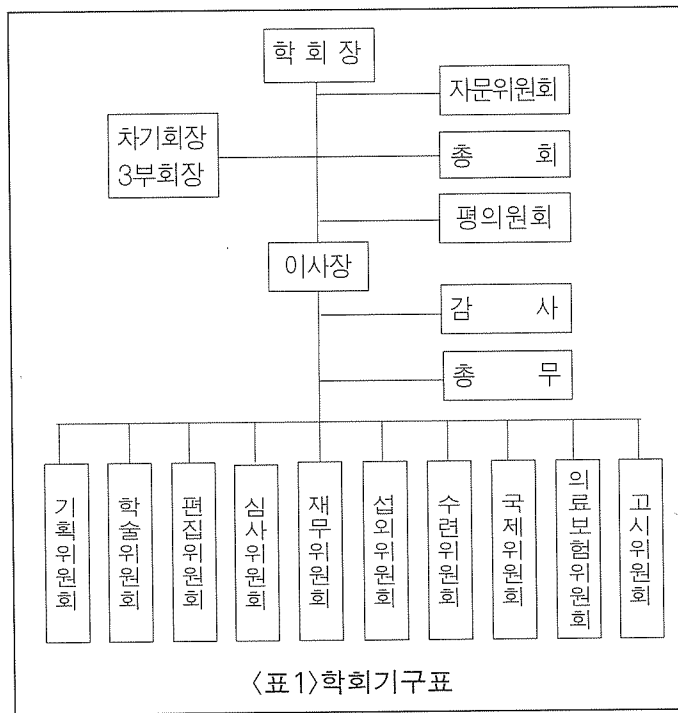 학 회 장
자문위원회
차기회장
3부회장
총 회
평의원회
이사장
감 사
총 무
기획위원회
학술위원회
편집위원회
심사위원회
재무위원회
섭외위원회
수련위원회
국제위원회
의료보험위원회
고시위원회
〈표1〉학회기구표